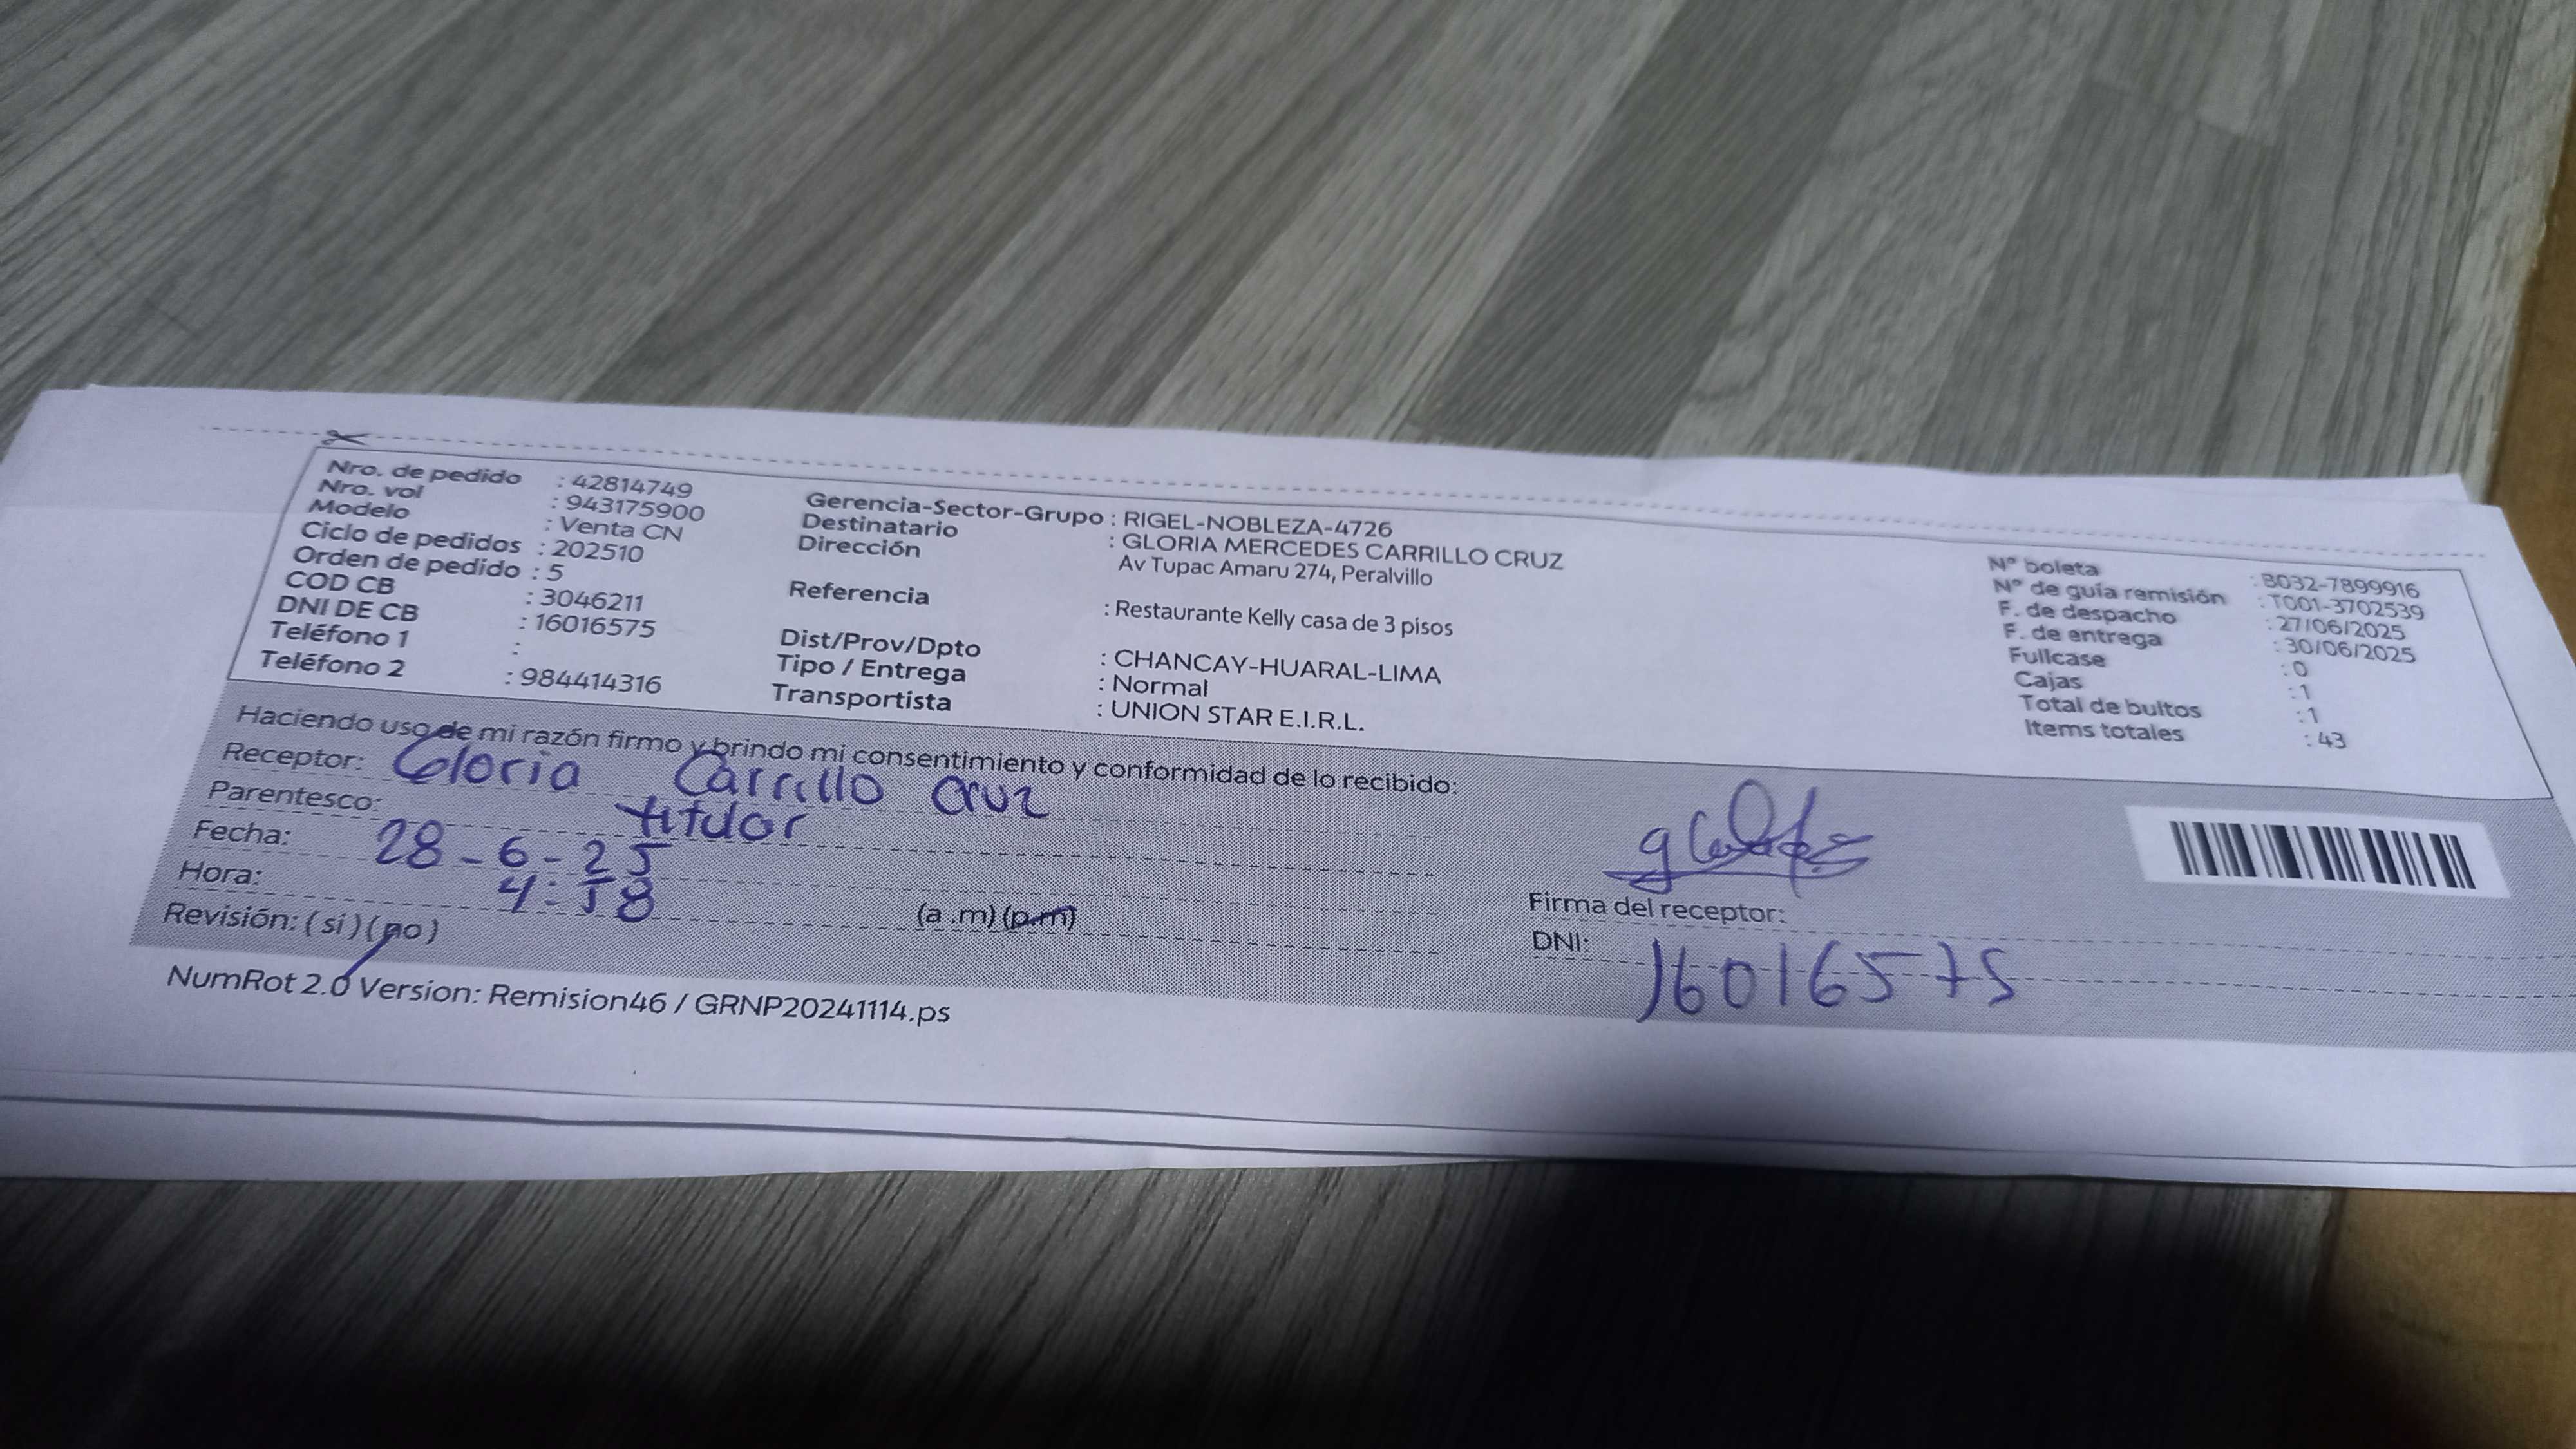 Nro. de pedido : 42814749
Nro. vol : 943175900
Modelo : Venta CN
Ciclo de pedidos : 202510
Orden de pedido : 5
COD CB : 3046211
DNI DE CB : 16016575
Teléfono 1 :
Teléfono 2 : 984414316
Gerencia-Sector-Grupo : RIGEL-NOBLEZA-4726
Destinatario : GLORIA MERCEDES CARRILLO CRUZ
Dirección Av Tupac Amaru 274, Peralvillo
Referencia : Restaurante Kelly casa de 3 pisos
Dist/Prov/Dpto : CHANCAY-HUARAL-LIMA
Tipo / Entrega : Normal
Transportista : UNION STAR E.I.R.L.
Nº boleta : B032-7899916
Nº de guía remisión : T001-3702539
F. de despacho : 27/06/2025
F. de entrega : 30/06/2025
Fullcase : 0
Cajas : 1
Total de bultos : 1
Items totales : 43
Haciendo uso de mi razón firmo y brindo mi consentimiento y conformidad de lo recibido:
Receptor: Gloria Carrillo Cruz
Parentesco: titular
Fecha: 28-6-25
Hora: 4:58 (a .m) (p.m)
Revisión: ( si ) ( no )
Firma del receptor:
DNI: 16016575
NumRot 2.0 Version: Remision46 / GRNP20241114.ps